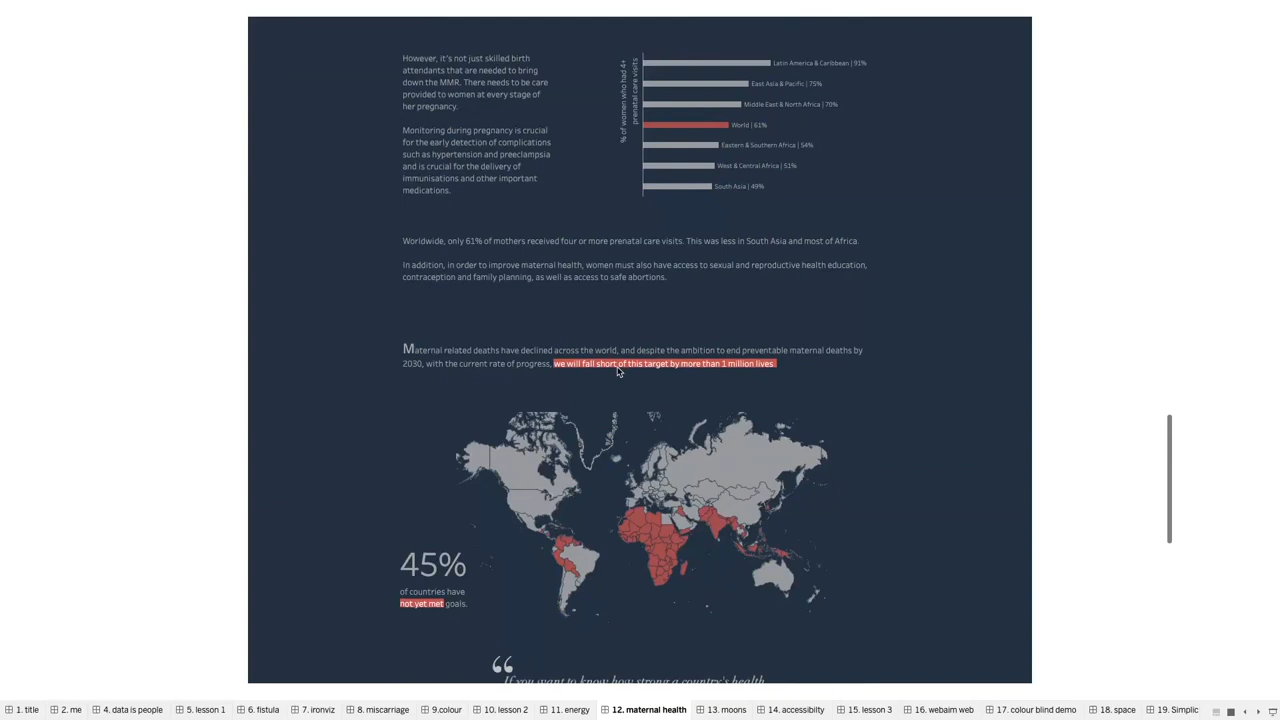 However, it's not just skilled birth
attendants that are needed to bring
down the MMR. There needs to be care
provided to women at every stage of
her pregnancy.
Monitoring during pregnancy is crucial
for the early detection of complications
such as hypertension and preeclampsia
and is crucial for the delivery of
immunisations and other important
medications.
% of women who had 4+
prenatal care visits
Latin America & Caribbean | 91%
East Asia & Pacific | 75%
Middle East & North Africa | 70%
World | 61%
Eastern & Southern Africa | 54%
West & Central Africa | 51%
South Asia | 49%
Worldwide, only 61% of mothers received four or more prenatal care visits. This was less in South Asia and most of Africa.
In addition, in order to improve maternal health, women must also have access to sexual and reproductive health education,
contraception and family planning, as well as access to safe abortions.
Maternal related deaths have declined across the world, and despite the ambition to end preventable maternal deaths by
2030, with the current rate of progress, we will fall short of this target by more than 1 million lives.
45%
of countries have
not yet met goals.
“
If you want to know how strong a country's health
1. title 2. me 4. data is people 5. lesson 1 6. fistula 7. ironviz 8. miscarriage 9.colour 10. lesson 2 11. energy 12. maternal health 13. moons 14. accessibilty 15. lesson 3 16. webaim web 17. colour blind demo 18. space 19. Simplic